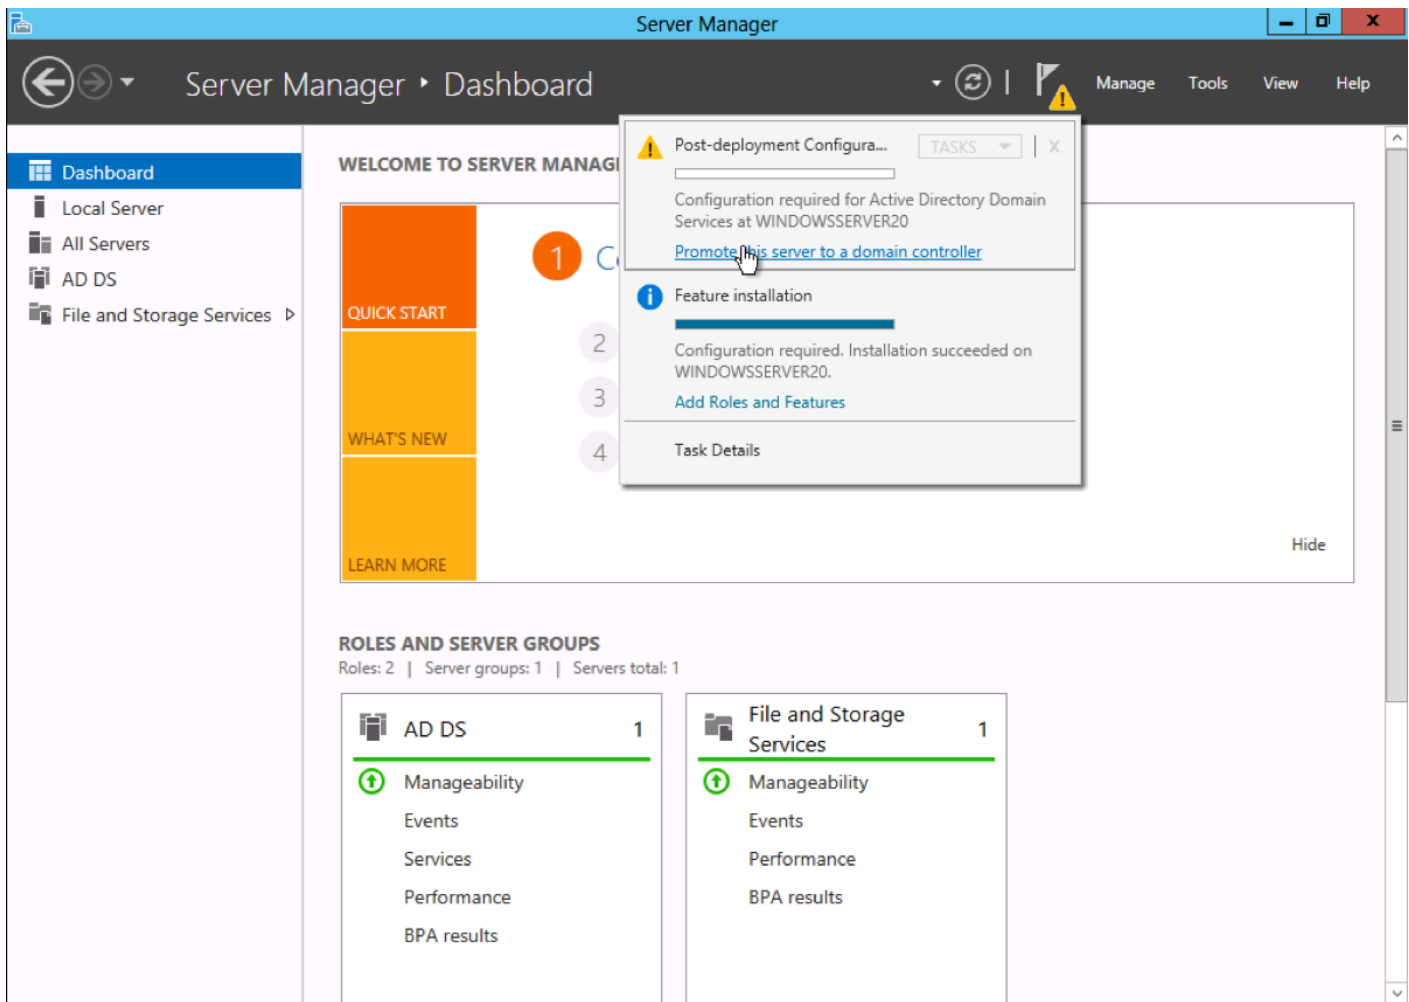 Server Manager
Server Manager • Dashboard
Manage Tools View Help
Dashboard
Local Server
All Servers
AD DS
File and Storage Services
WELCOME TO SERVER MANAG
QUICK START
WHAT'S NEW
LEARN MORE
1
2
3
4
Post-deployment Configura... TASKS X
Configuration required for Active Directory Domain
Services at WINDOWSSERVER20
Promote this server to a domain controller
Feature installation
Configuration required. Installation succeeded on
WINDOWSSERVER20.
Add Roles and Features
Task Details
Hide
ROLES AND SERVER GROUPS
Roles: 2 | Server groups: 1 | Servers total: 1
AD DS 1
Manageability
Events
Services
Performance
BPA results
File and Storage
Services 1
Manageability
Events
Performance
BPA results